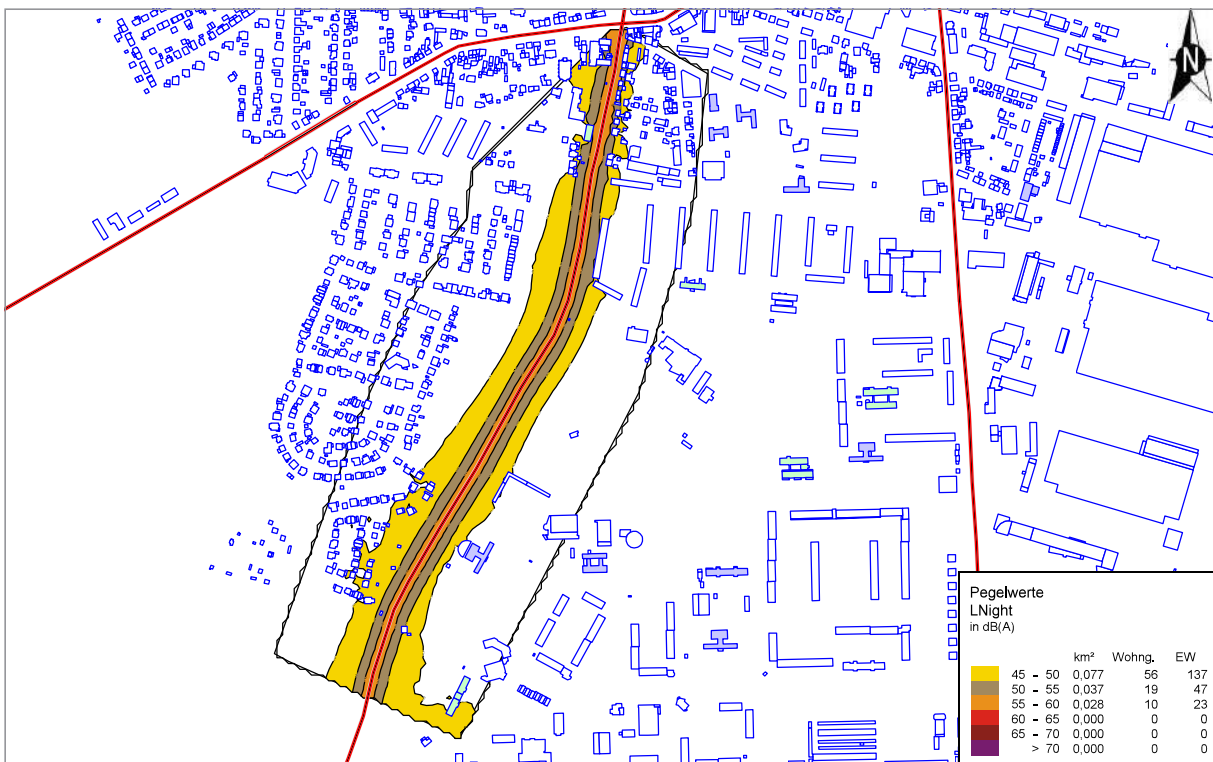 N
Pegelwerte
LNight
in dB(A)
km² Wohng. EW
45 - 50 0,077 56 137
50 - 55 0,037 19 47
55 - 60 0,028 10 23
60 - 65 0,000 0 0
65 - 70 0,000 0 0
> 70 0,000 0 0